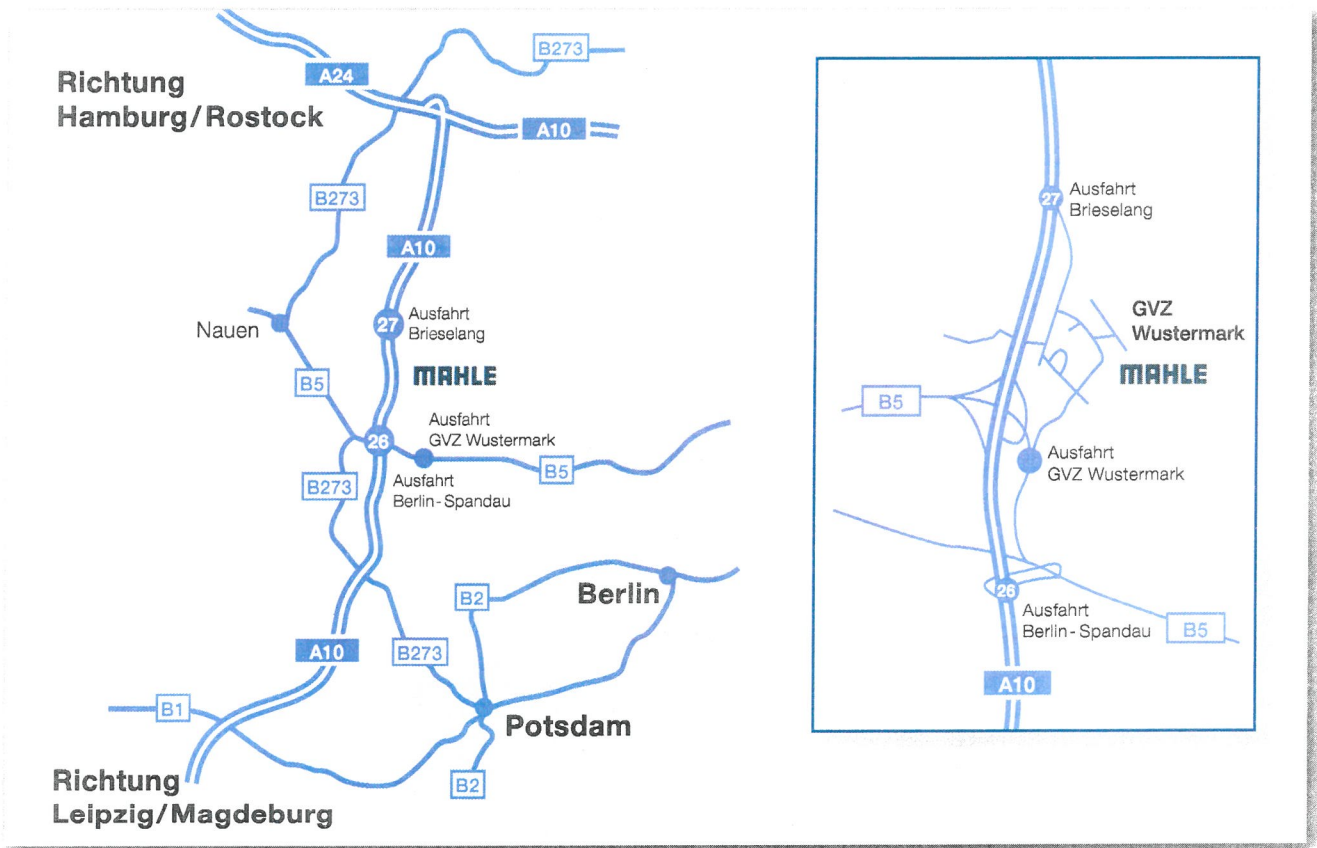 B273
A24
Richtung
Hamburg/Rostock
A10
B273
A10
27
Ausfahrt
Brieselang
Nauen
MAHLE
B5
Ausfahrt
GVZ Wustermark
26
B5
B273
Ausfahrt
Berlin-Spandau
Berlin
B2
A10
B273
B1
Potsdam
B2
Richtung
Leipzig/Magdeburg
27
Ausfahrt
Brieselang
GVZ
Wustermark
MAHLE
B5
Ausfahrt
GVZ Wustermark
26
Ausfahrt
Berlin-Spandau
B5
A10